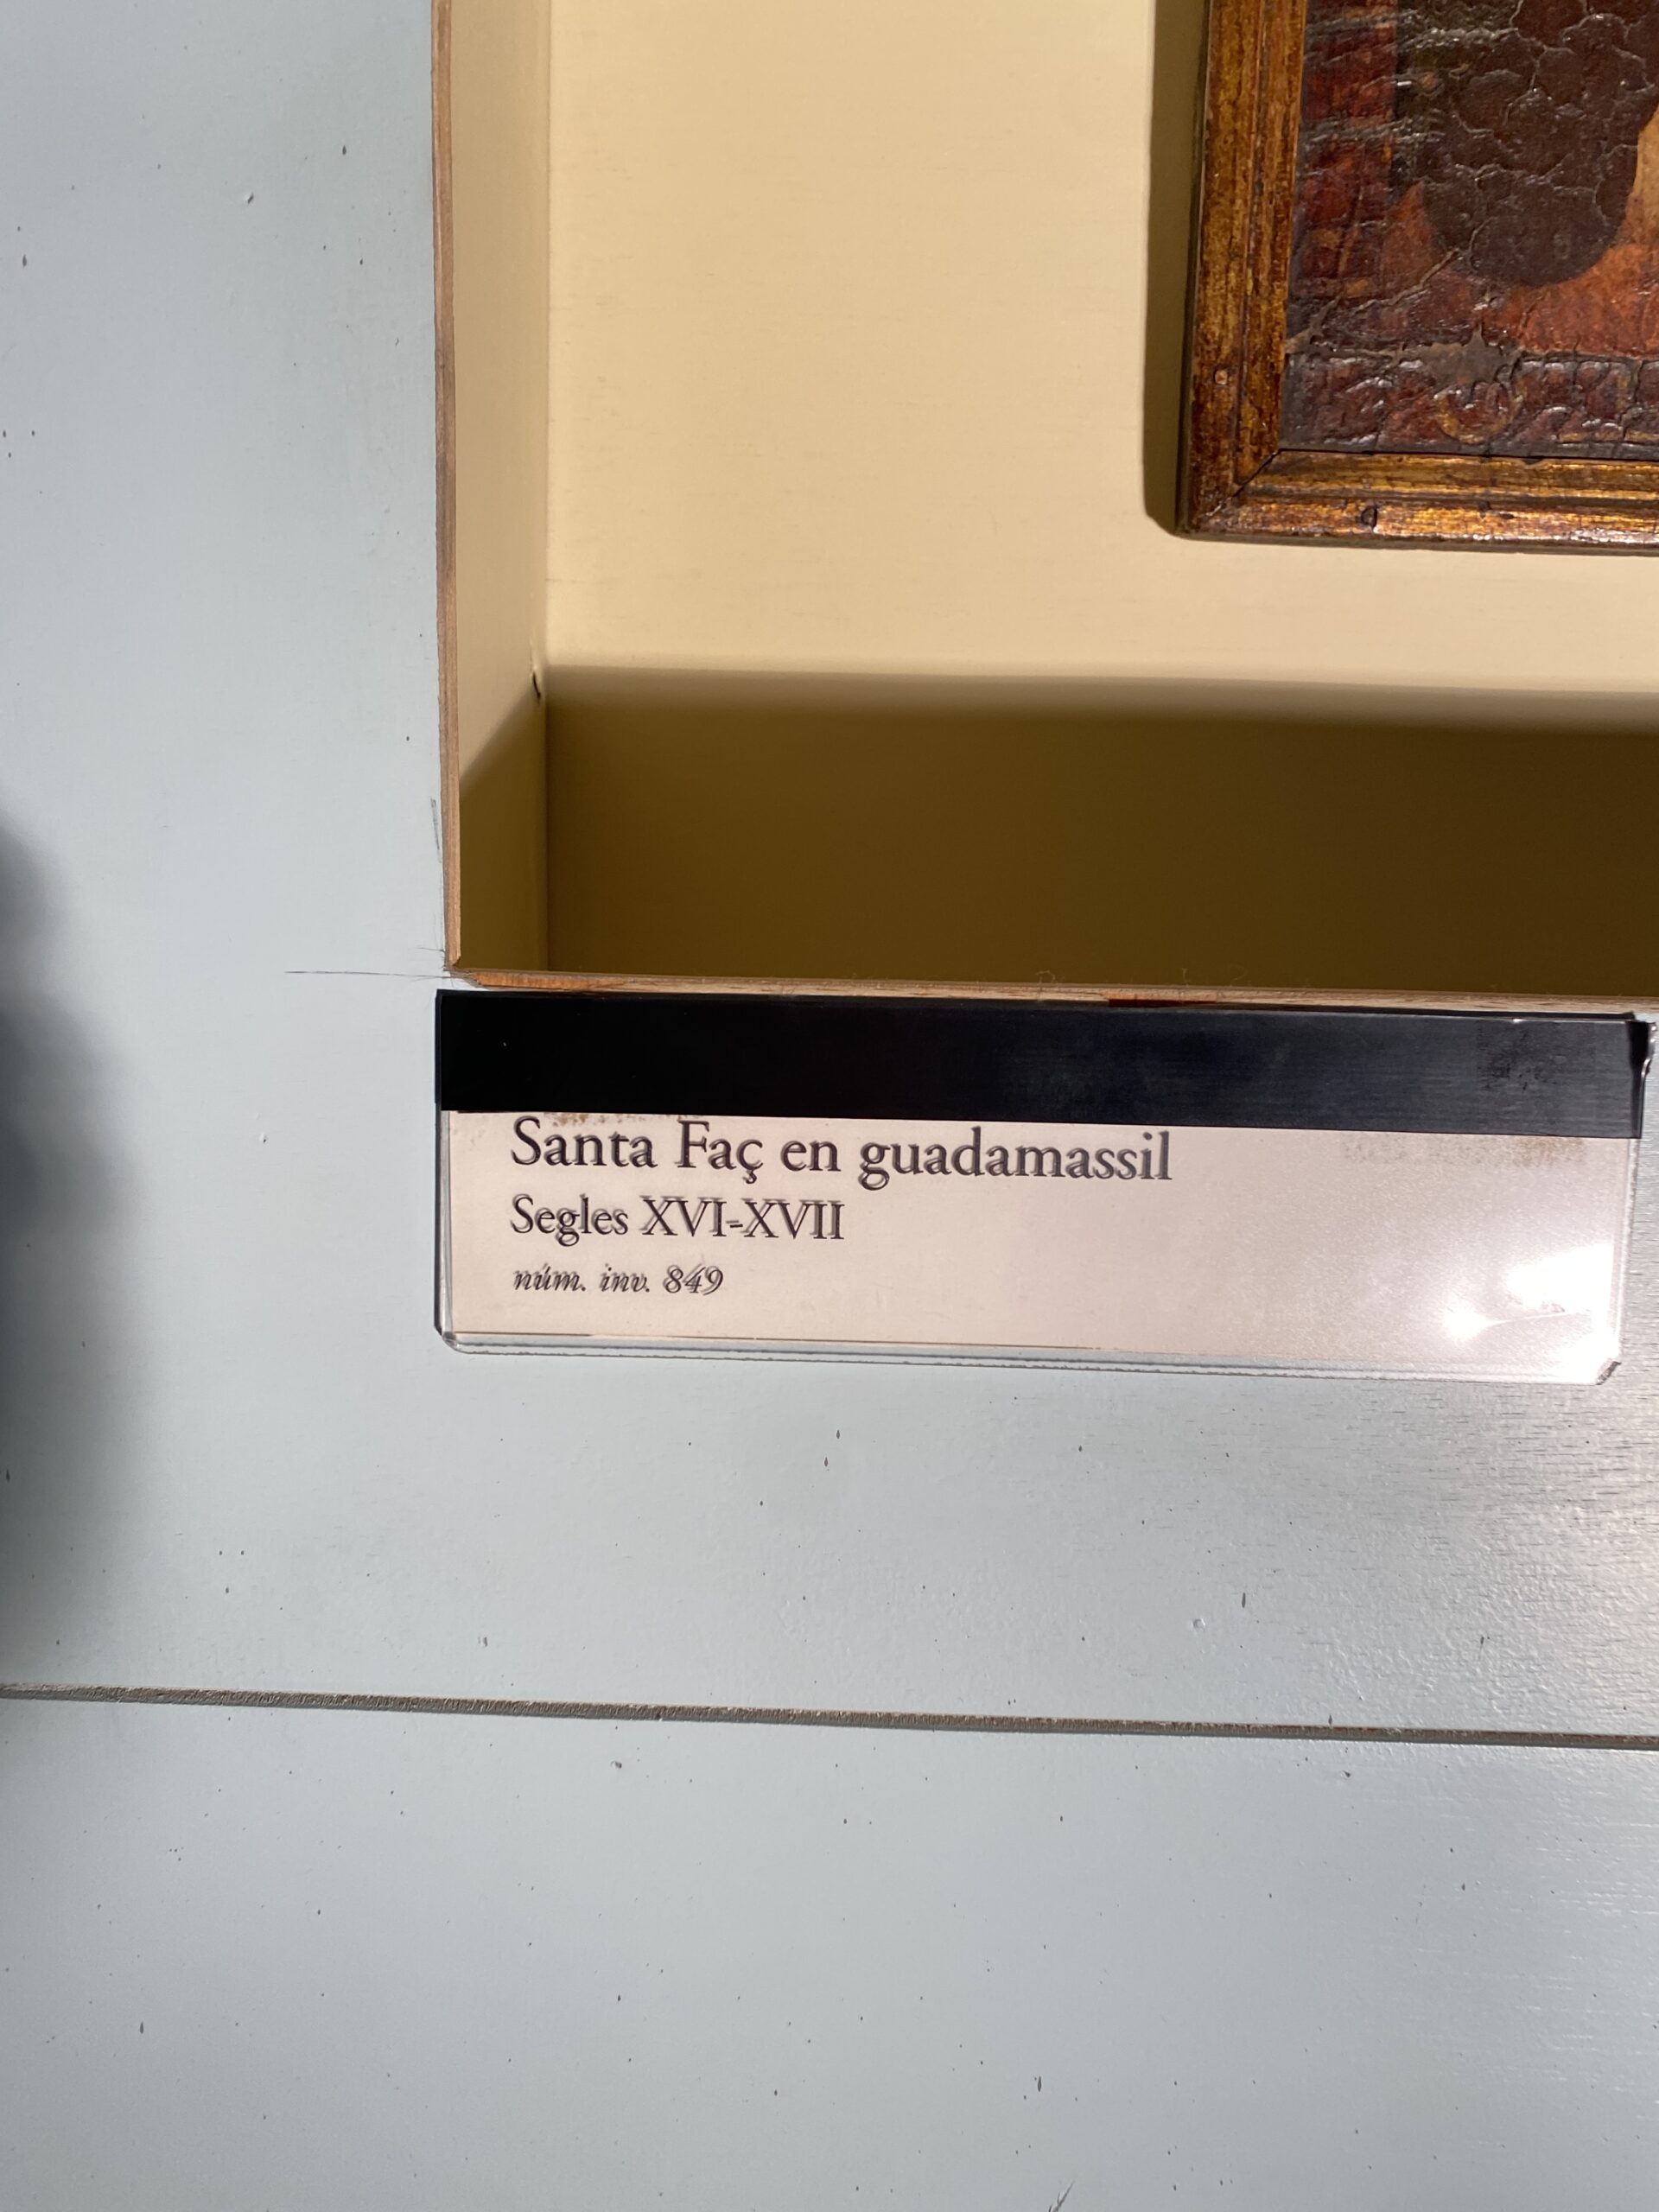 Santa Faç en guadamassil
Segles XVI-XVII
núm. inv. 849